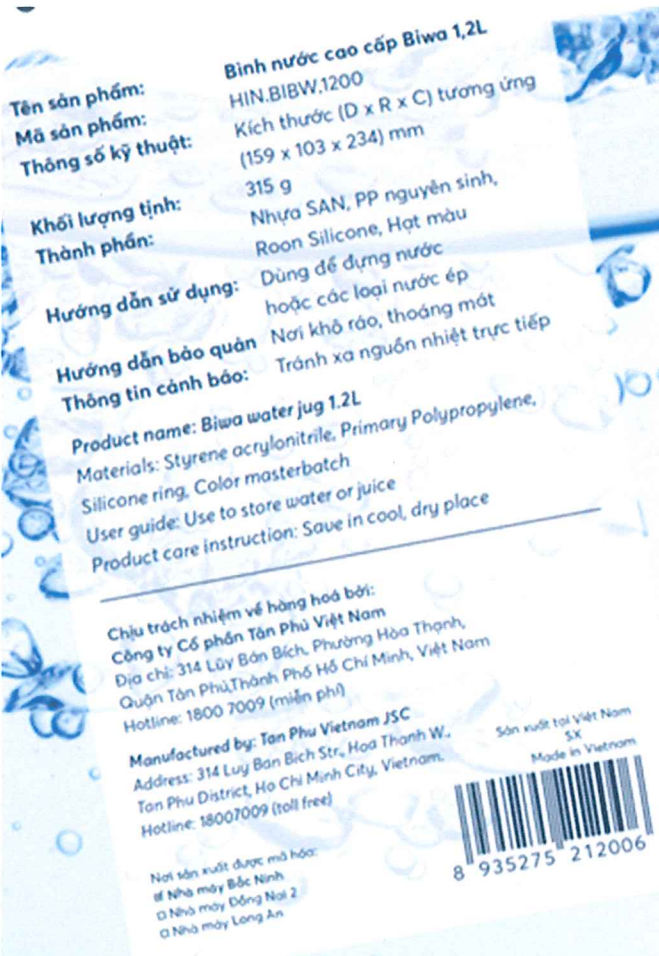 Tên sản phẩm: Bình nước cao cấp Biwa 1,2L
Mã sản phẩm: HIN.BIBW.1200
Thông số kỹ thuật: Kích thước (D x R x C) tương ứng
(159 x 103 x 234) mm
Khối lượng tịnh: 315 g
Thành phần: Nhựa SAN, PP nguyên sinh,
Roon Silicone, Hạt màu
Hướng dẫn sử dụng: Dùng để đựng nước
hoặc các loại nước ép
Hướng dẫn bảo quản Nơi khô ráo, thoáng mát
Thông tin cảnh báo: Tránh xa nguồn nhiệt trực tiếp
Product name: Biwa water jug 1.2L
Materials: Styrene acrylonitrile, Primary Polypropylene,
Silicone ring, Color masterbatch
User guide: Use to store water or juice
Product care instruction: Save in cool, dry place
Chịu trách nhiệm về hàng hoá bởi:
Công ty Cổ phần Tân Phú Việt Nam
Địa chỉ: 314 Lũy Bán Bích, Phường Hòa Thạnh,
Quận Tân Phú,Thành Phố Hồ Chí Minh, Việt Nam
Hotline: 1800 7009 (miễn phí)
Manufactured by: Tan Phu Vietnam JSC
Address: 314 Luy Ban Bich Str., Hoa Thanh W.,
Tan Phu District, Ho Chi Minh City, Vietnam.
Hotline: 18007009 (toll free)
Sản xuất tại Việt Nam
SX
Made in Vietnam
8 935275 212006
Nơi sản xuất được mã hóa:
Nhà máy Bắc Ninh
Nhà máy Đồng Nai 2
Nhà máy Long An